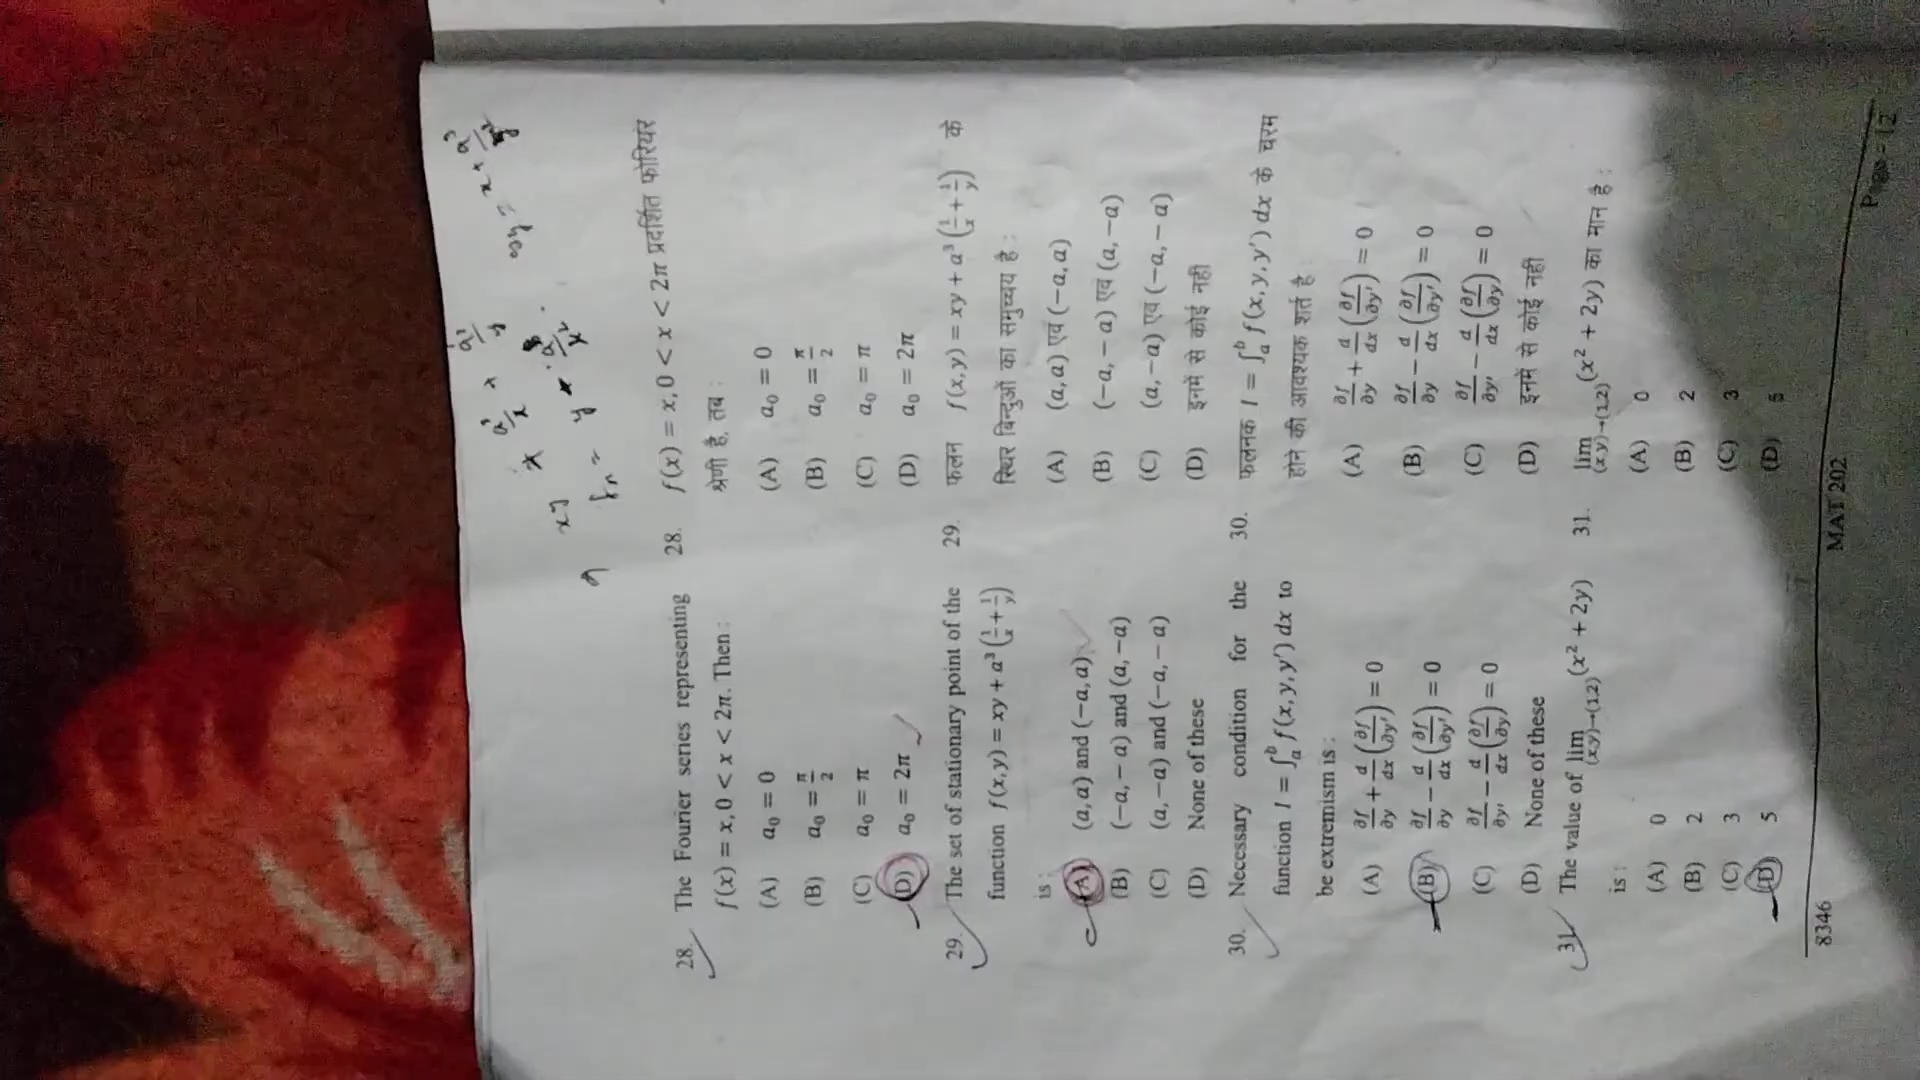 28. The Fourier series representing
f(x) = x, 0 < x < 2π. Then :
(A) a₀ = 0
(B) a₀ = π/2
(C) a₀ = π
(D) a₀ = 2π
29. The set of stationary point of the
function f(x, y) = xy + a³(1/x + 1/y)
is :
(A) (a, a) and (−a, a)
(B) (−a, −a) and (a, −a)
(C) (a, −a) and (−a, −a)
(D) None of these
30. Necessary condition for the
function I = ∫ₐᵇ f(x, y, y′) dx to
be extremism is :
(A) ∂f/∂y + d/dx(∂f/∂y′) = 0
(B) ∂f/∂y − d/dx(∂f/∂y′) = 0
(C) ∂f/∂y′ − d/dx(∂f/∂y) = 0
(D) None of these
31. The value of lim (x,y)→(1,2) (x² + 2y)
is :
(A) 0
(B) 2
(C) 3
(D) 5
28. f(x) = x, 0 < x < 2π प्रदर्शित फोरियर
श्रेणी है, तब :
(A) a₀ = 0
(B) a₀ = π/2
(C) a₀ = π
(D) a₀ = 2π
29. फलन f(x, y) = xy + a³(1/x + 1/y) के
स्थिर बिन्दुओं का समुच्चय है :
(A) (a, a) एवं (−a, a)
(B) (−a, −a) एवं (a, −a)
(C) (a, −a) एवं (−a, −a)
(D) इनमें से कोई नहीं
30. फलनक I = ∫ₐᵇ f(x, y, y′) dx के चरम
होने की आवश्यक शर्त है :
(A) ∂f/∂y + d/dx(∂f/∂y′) = 0
(B) ∂f/∂y − d/dx(∂f/∂y′) = 0
(C) ∂f/∂y′ − d/dx(∂f/∂y) = 0
(D) इनमें से कोई नहीं
31. lim (x,y)→(1,2) (x² + 2y) का मान है :
(A) 0
(B) 2
(C) 3
(D) 5
8346 MAT 202